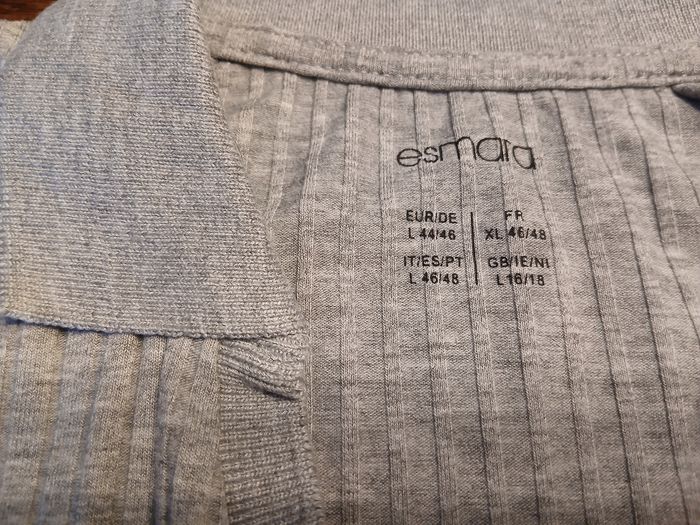 esmara
EUR/DE
L 44/46
FR
XL 46/48
IT/ES/PT
L 46/48
GB/IE/NI
L 16/18